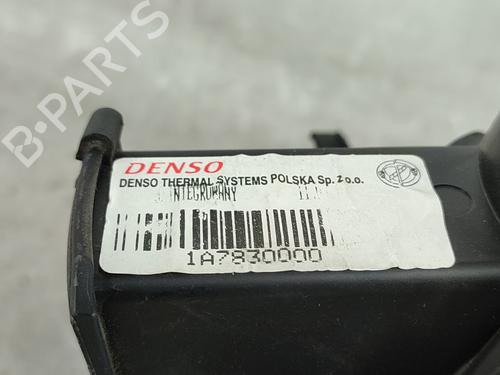 B-PARTS
DENSO
DENSO THERMAL SYSTEMS POLSKA Sp. z o.o.
1A7830000